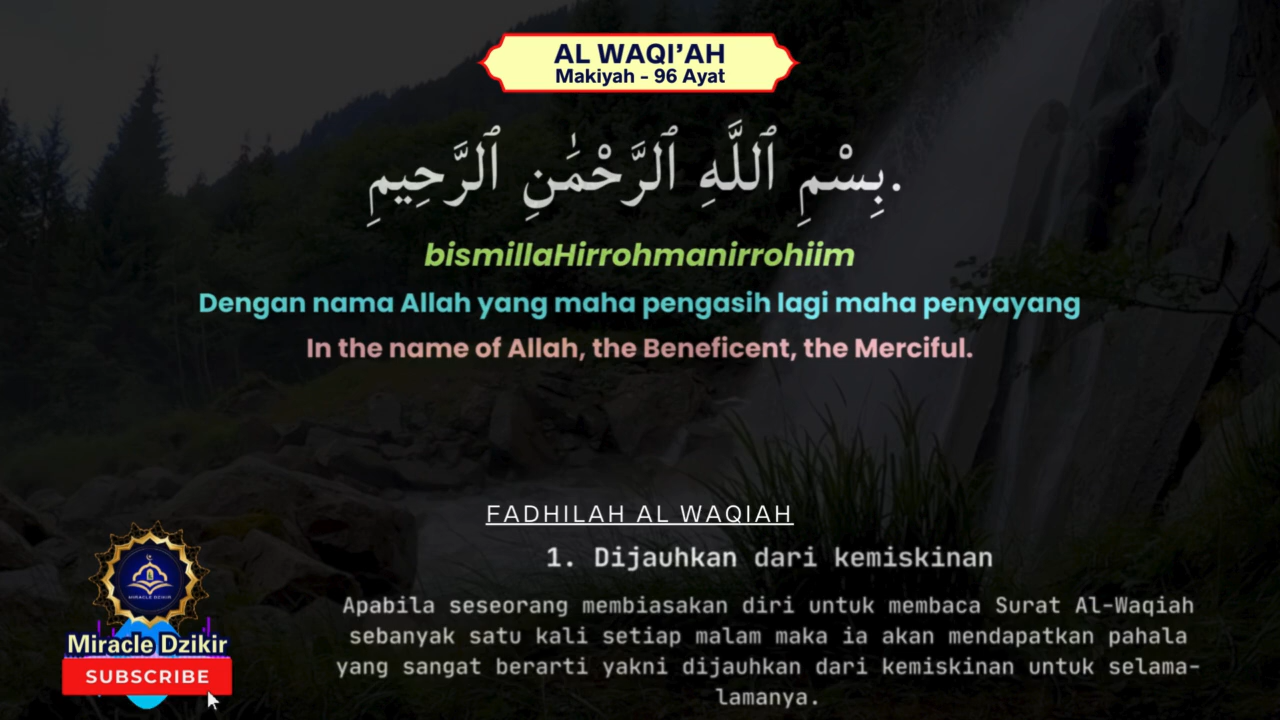 AL WAQI’AH
Makiyah - 96 Ayat
بِسْمِ ٱللَّهِ ٱلرَّحْمَٰنِ ٱلرَّحِيمِ.
bismillaHirrohmanirrohiim
Dengan nama Allah yang maha pengasih lagi maha penyayang
In the name of Allah, the Beneficent, the Merciful.
FADHILAH AL WAQIAH
1. Dijauhkan dari kemiskinan
Apabila seseorang membiasakan diri untuk membaca Surat Al-Waqiah
sebanyak satu kali setiap malam maka ia akan mendapatkan pahala
yang sangat berarti yakni dijauhkan dari kemiskinan untuk selama-
lamanya.
MIRACLE DZIKIR
Miracle Dzikir
SUBSCRIBE